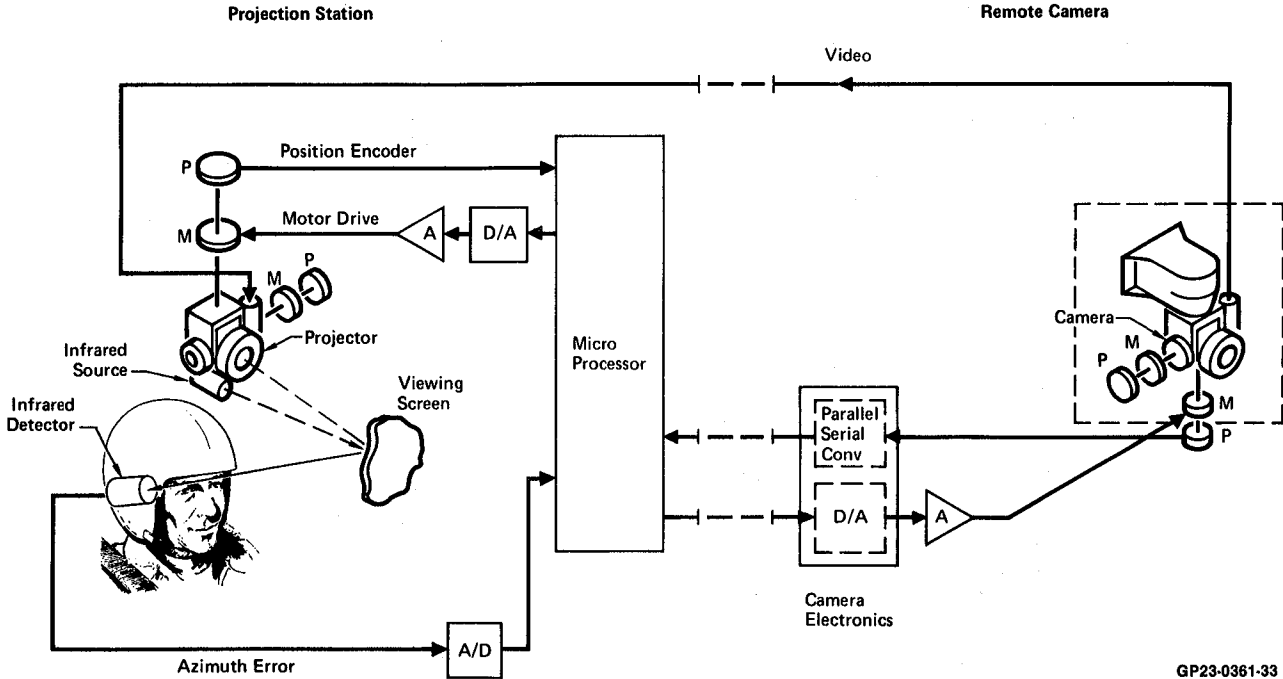 Projection Station
Remote Camera
Video
P
Position Encoder
M
Motor Drive
A
D/A
P
M
Projector
Infrared
Source
Infrared
Detector
Viewing
Screen
Micro
Processor
Camera
M
P
M
P
Parallel
Serial
Conv
D/A
A
Camera
Electronics
A/D
Azimuth Error
GP23-0361-33